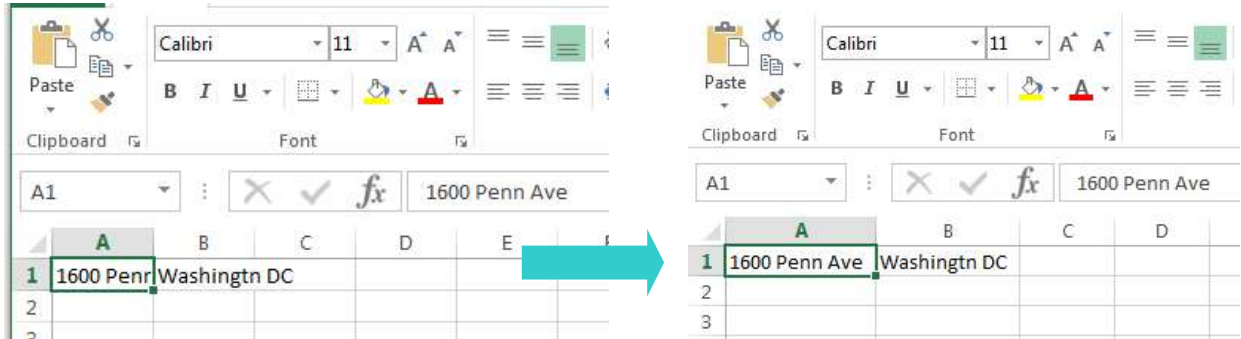 Calibri 11 A A
Paste
B I U A
Clipboard Font
A1 fx 1600 Penn Ave
A B C D E
1 1600 Penr Washingtn DC
2
3
Calibri 11 A A
Paste
B I U A
Clipboard Font
A1 fx 1600 Penn Ave
A B C D
1 1600 Penn Ave Washingtn DC
2
3